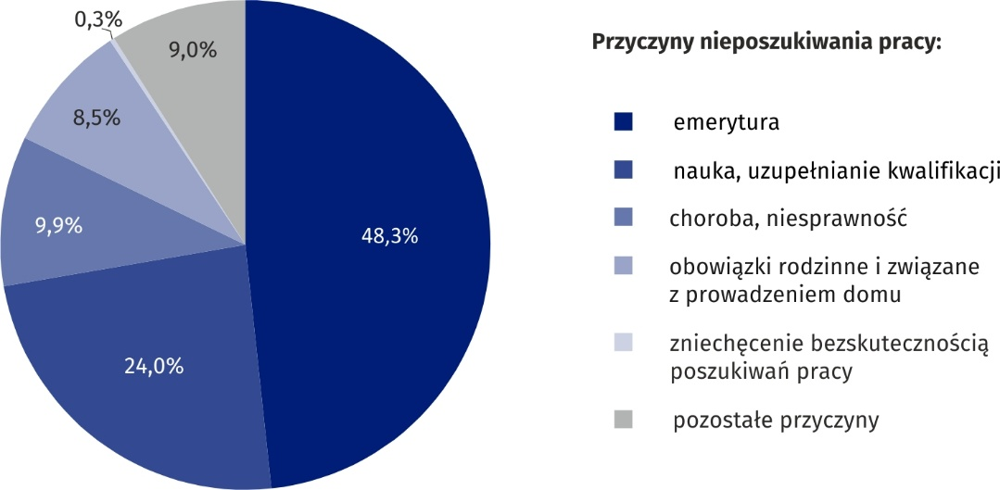 0,3%
9,0%
8,5%
9,9%
48,3%
24,0%
Przyczyny nieposzukiwania pracy:
emerytura
nauka, uzupełnianie kwalifikacji
choroba, niesprawność
obowiązki rodzinne i związane
z prowadzeniem domu
zniechęcenie bezskutecznością
poszukiwań pracy
pozostałe przyczyny